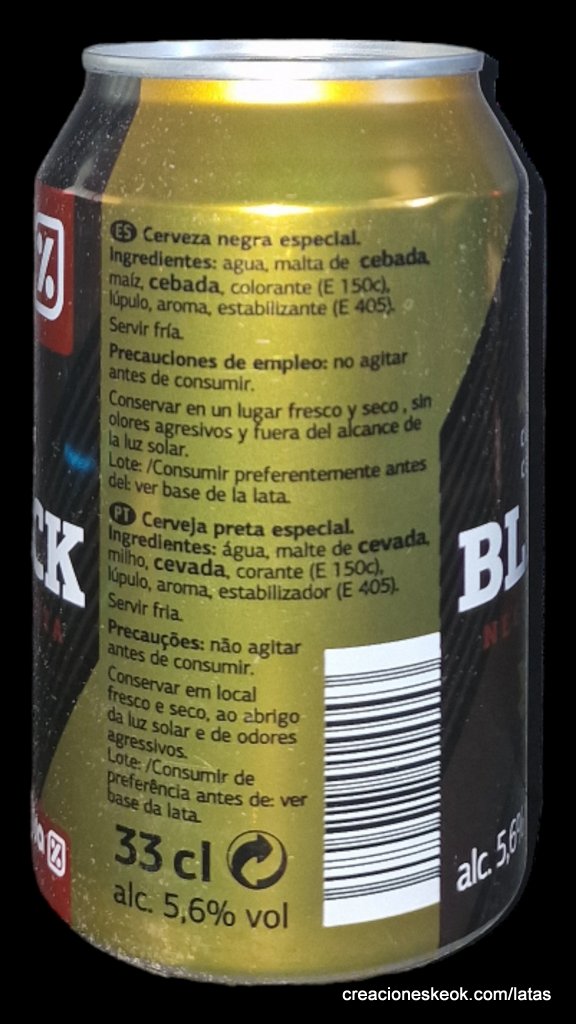 %
ES Cerveza negra especial.
Ingredientes: agua, malta de cebada,
maíz, cebada, colorante (E 150c),
lúpulo, aroma, estabilizante (E 405).
Servir fría.
Precauciones de empleo: no agitar
antes de consumir.
Conservar en un lugar fresco y seco , sin
olores agresivos y fuera del alcance de
la luz solar.
Lote: /Consumir preferentemente antes
del: ver base de la lata.
PT Cerveja preta especial.
Ingredientes: água, malte de cevada,
milho, cevada, corante (E 150c),
lúpulo, aroma, estabilizador (E 405).
Servir fria.
Precauções: não agitar
antes de consumir.
Conservar em local
fresco e seco, ao abrigo
da luz solar e de odores
agressivos.
Lote: /Consumir de
preferência antes de: ver
base da lata.
33 cl
alc. 5,6% vol
CK
BL
NE
alc. 5,6%
%
creacioneskeok.com/latas